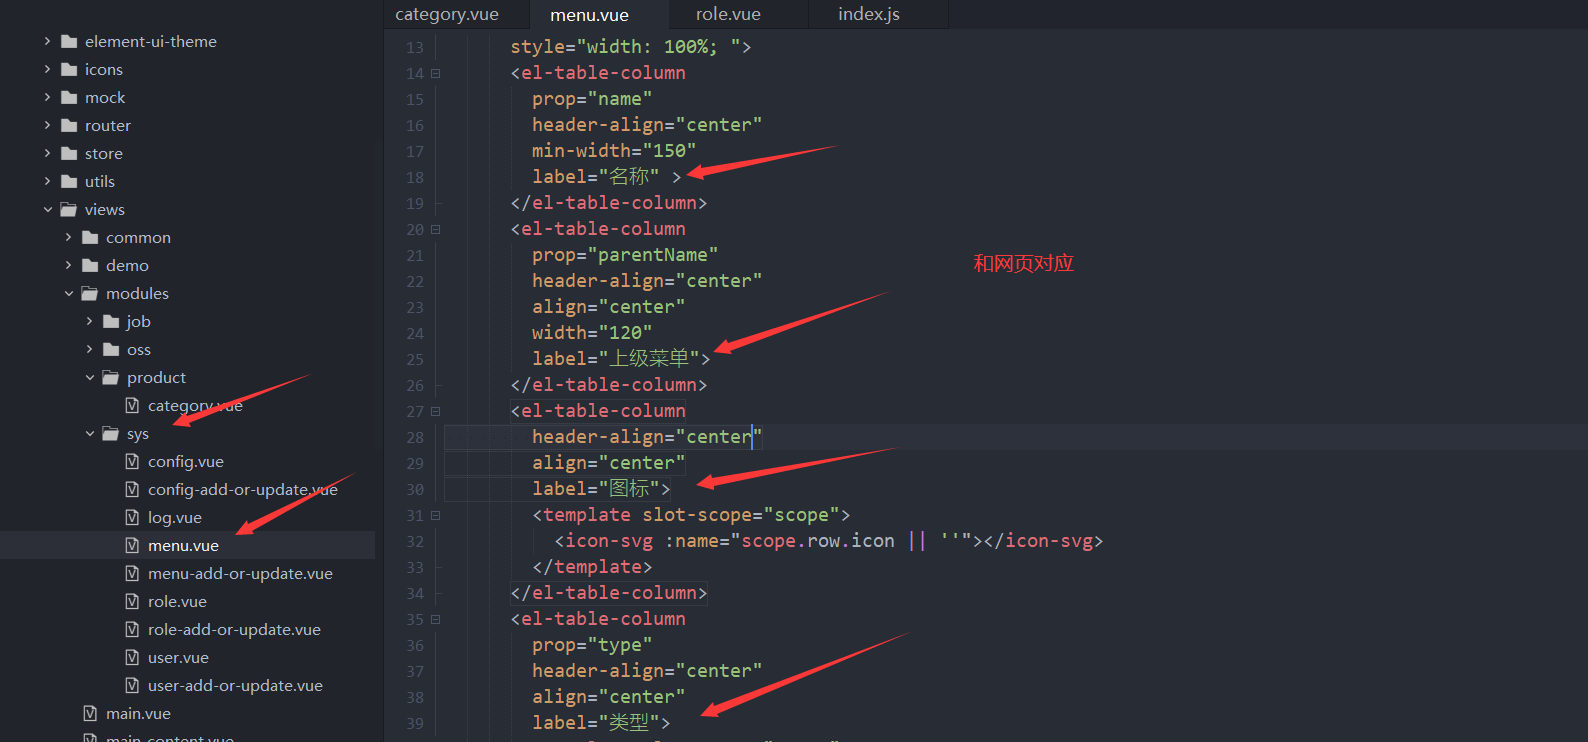 element-ui-theme
icons
mock
router
store
utils
views
common
demo
modules
job
oss
product
category.vue
sys
config.vue
config-add-or-update.vue
log.vue
menu.vue
menu-add-or-update.vue
role.vue
role-add-or-update.vue
user.vue
user-add-or-update.vue
main.vue
main-content.vue
category.vue
menu.vue
role.vue
index.js
13 style="width: 100%; ">
14 <el-table-column
15 prop="name"
16 header-align="center"
17 min-width="150"
18 label="名称" >
19 </el-table-column>
20 <el-table-column
21 prop="parentName"
22 header-align="center"
23 align="center"
24 width="120"
25 label="上级菜单">
26 </el-table-column>
27 <el-table-column
28 header-align="center"
29 align="center"
30 label="图标">
31 <template slot-scope="scope">
32 <icon-svg :name="scope.row.icon || ''"></icon-svg>
33 </template>
34 </el-table-column>
35 <el-table-column
36 prop="type"
37 header-align="center"
38 align="center"
39 label="类型">
和网页对应